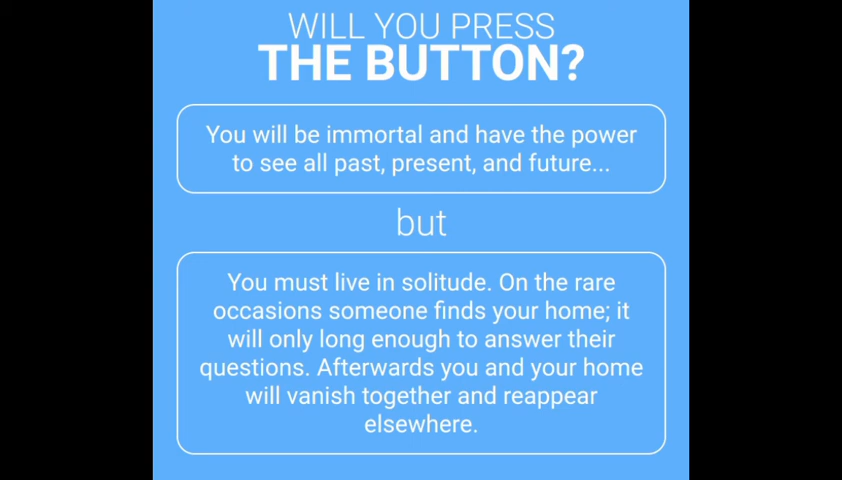 WILL YOU PRESS
THE BUTTON?
You will be immortal and have the power
to see all past, present, and future...
but
You must live in solitude. On the rare
occasions someone finds your home; it
will only long enough to answer their
questions. Afterwards you and your home
will vanish together and reappear
elsewhere.